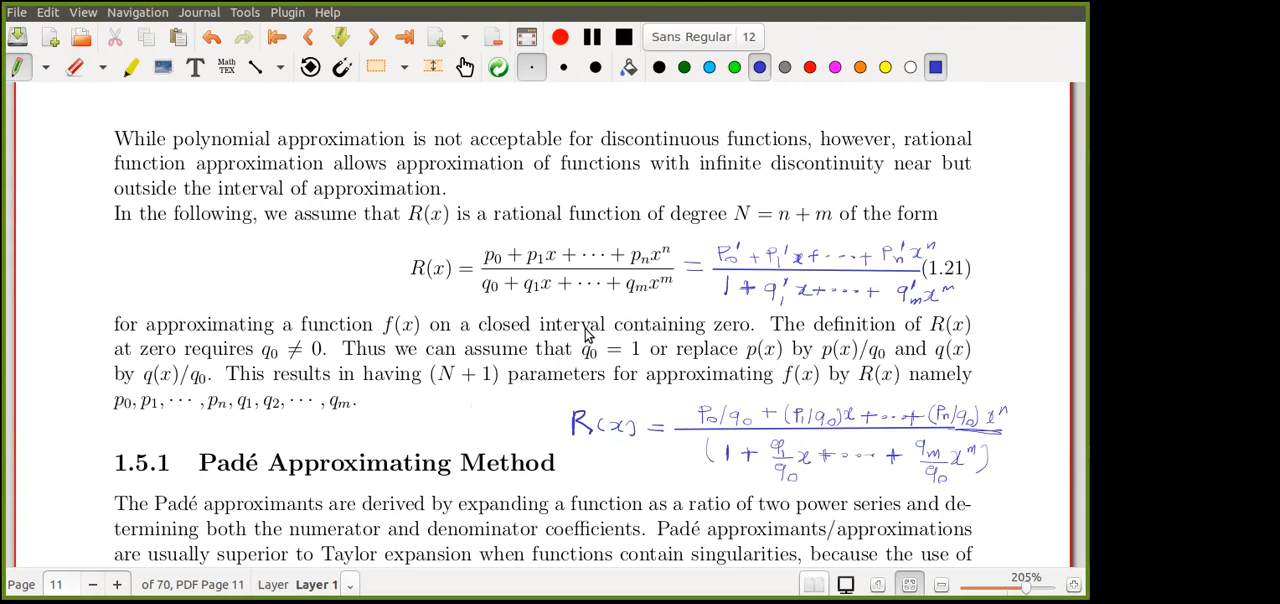 File Edit View Navigation Journal Tools Plugin Help
Sans Regular 12
Math TEX
While polynomial approximation is not acceptable for discontinuous functions, however, rational
function approximation allows approximation of functions with infinite discontinuity near but
outside the interval of approximation.
In the following, we assume that R(x) is a rational function of degree N = n + m of the form
R(x) = (p₀ + p₁x + ⋯ + pₙxⁿ) / (q₀ + q₁x + ⋯ + qₘxᵐ) = (p₀' + p₁'x + ⋯ + pₙ'xⁿ) / (1 + q₁'x + ⋯ + qₘ'xᵐ) (1.21)
for approximating a function f(x) on a closed interval containing zero. The definition of R(x)
at zero requires q₀ ≠ 0. Thus we can assume that q₀ = 1 or replace p(x) by p(x)/q₀ and q(x)
by q(x)/q₀. This results in having (N + 1) parameters for approximating f(x) by R(x) namely
p₀, p₁, ⋯ , pₙ, q₁, q₂, ⋯ , qₘ.
R(x) = (p₀/q₀ + (p₁/q₀)x + ⋯ + (pₙ/q₀)xⁿ) / (1 + q₁/q₀ x + ⋯ + qₘ/q₀ xᵐ)
1.5.1 Padé Approximating Method
The Padé approximants are derived by expanding a function as a ratio of two power series and de-
termining both the numerator and denominator coefficients. Padé approximants/approximations
are usually superior to Taylor expansion when functions contain singularities, because the use of
Page 11 − + of 70, PDF Page 11 Layer Layer 1 205%